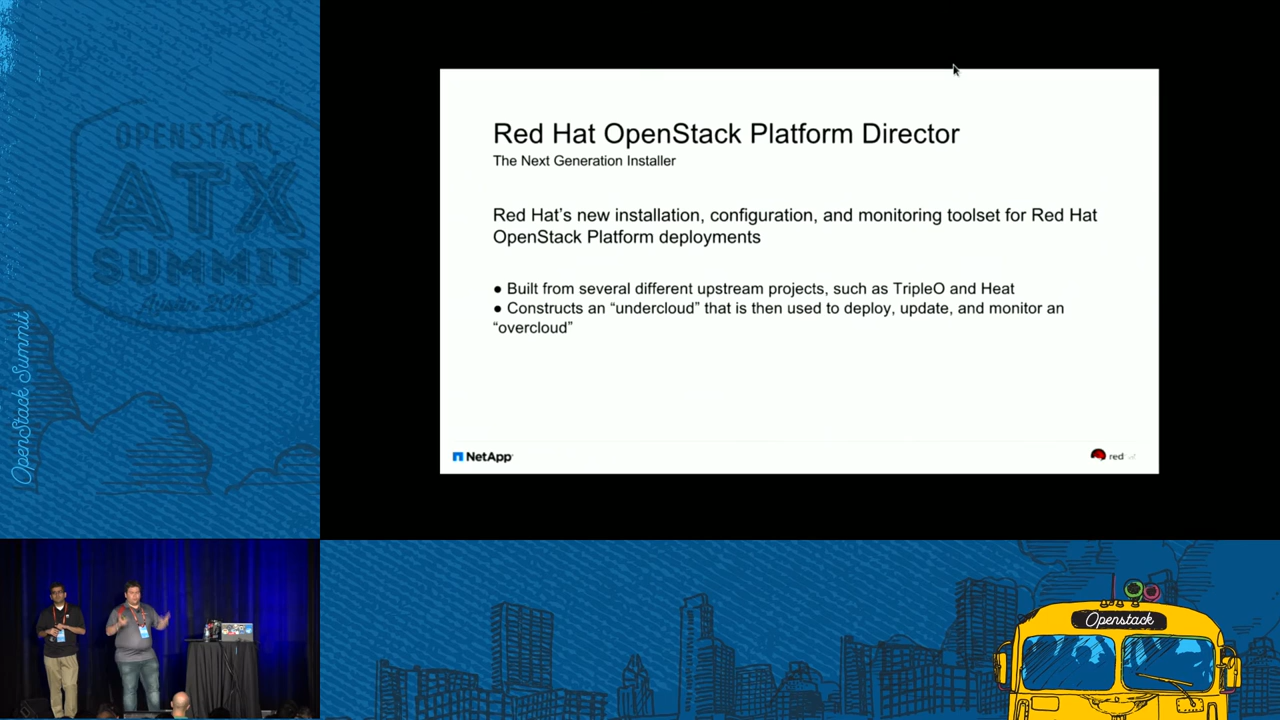 OPENSTACK
ATX
SUMMIT
OpenStack Summit
Red Hat OpenStack Platform Director
The Next Generation Installer
Red Hat’s new installation, configuration, and monitoring toolset for Red Hat
OpenStack Platform deployments
● Built from several different upstream projects, such as TripleO and Heat
● Constructs an “undercloud” that is then used to deploy, update, and monitor an
“overcloud”
NetApp
red
Openstack